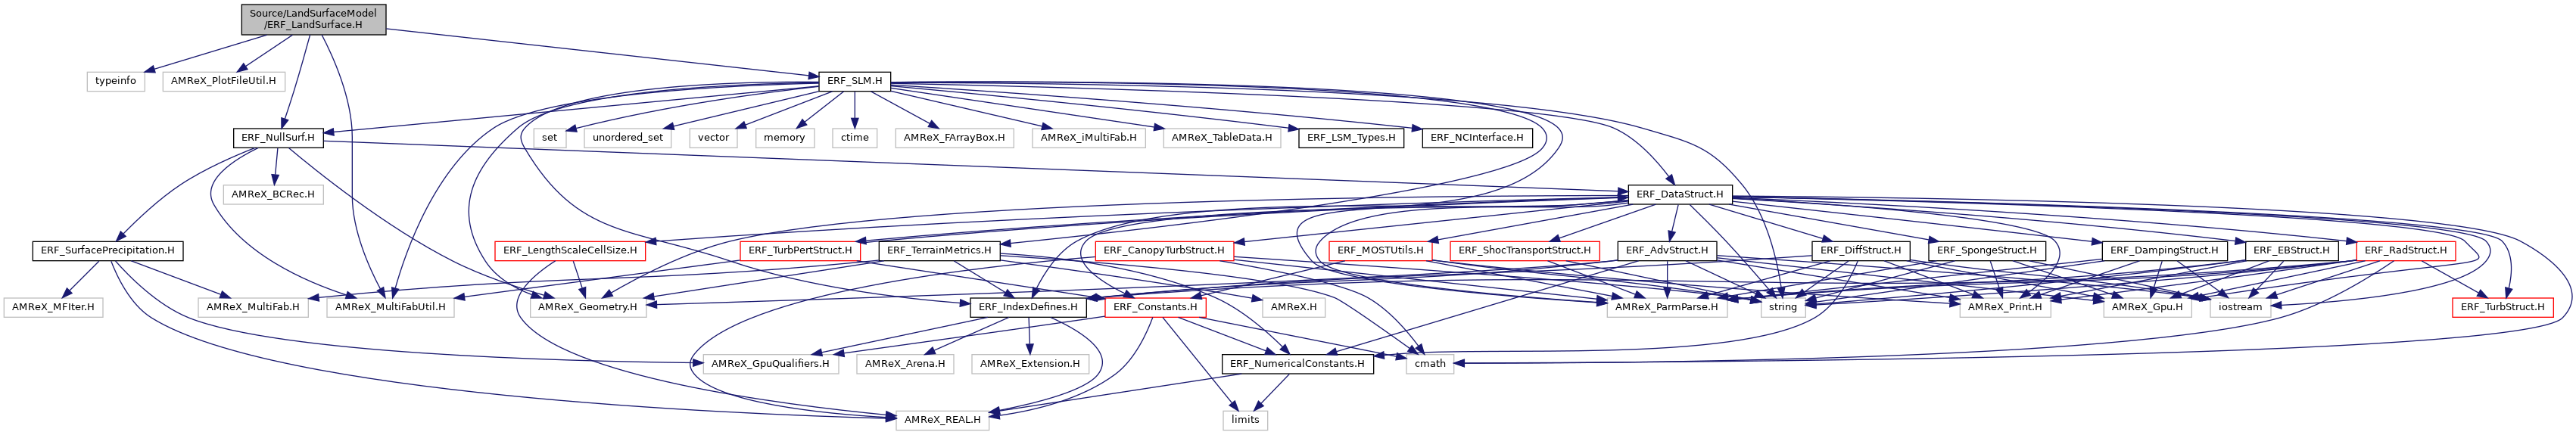 Source/LandSurfaceModel
/ERF_LandSurface.H
typeinfo
AMReX_PlotFileUtil.H
ERF_SLM.H
ERF_NullSurf.H
set
unordered_set
vector
memory
ctime
AMReX_FArrayBox.H
AMReX_iMultiFab.H
AMReX_TableData.H
ERF_LSM_Types.H
ERF_NCInterface.H
AMReX_BCRec.H
ERF_DataStruct.H
ERF_SurfacePrecipitation.H
ERF_LengthScaleCellSize.H
ERF_TurbPertStruct.H
ERF_TerrainMetrics.H
ERF_CanopyTurbStruct.H
ERF_MOSTUtils.H
ERF_ShocTransportStruct.H
ERF_AdvStruct.H
ERF_DiffStruct.H
ERF_SpongeStruct.H
ERF_DampingStruct.H
ERF_EBStruct.H
ERF_RadStruct.H
AMReX_MFIter.H
AMReX_MultiFab.H
AMReX_MultiFabUtil.H
AMReX_Geometry.H
ERF_IndexDefines.H
ERF_Constants.H
AMReX.H
AMReX_ParmParse.H
string
AMReX_Print.H
AMReX_Gpu.H
iostream
ERF_TurbStruct.H
AMReX_GpuQualifiers.H
AMReX_Arena.H
AMReX_Extension.H
ERF_NumericalConstants.H
cmath
AMReX_REAL.H
limits